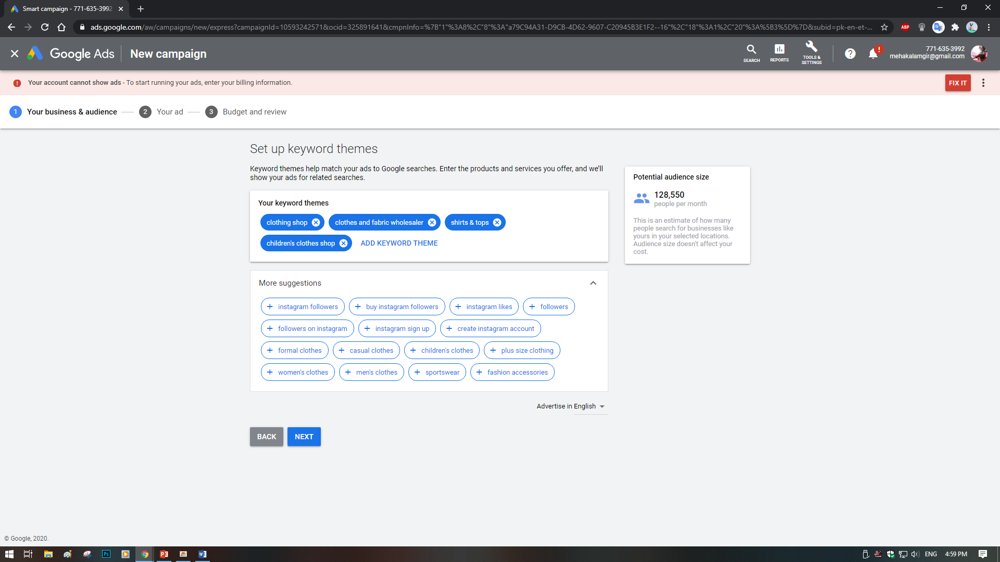 Smart campaign - 771-635-3992
ads.google.com/aw/campaigns/new/express?campaignId=10593242571&ocid=325891641&cmpnInfo=%7B"1"%3A8%2C"8"%3A"a79C94A31-D9CB-4D62-9607-C20945B3E1F2--16"%2C"18"%3A1%2C"20"%3A%5B3%5D%7D&subid=pk-en-et-...
ABP
Google Ads
New campaign
SEARCH
REPORTS
TOOLS & SETTINGS
771-635-3992
mehakalamgir@gmail.com
Your account cannot show ads - To start running your ads, enter your billing information.
FIX IT
1 Your business & audience
2 Your ad
3 Budget and review
Set up keyword themes
Keyword themes help match your ads to Google searches. Enter the products and services you offer, and we'll
show your ads for related searches.
Your keyword themes
clothing shop
clothes and fabric wholesaler
shirts & tops
children's clothes shop
ADD KEYWORD THEME
Potential audience size
128,550
people per month
This is an estimate of how many
people search for businesses like
yours in your selected locations.
Audience size doesn't affect your
cost.
More suggestions
+ instagram followers
+ buy instagram followers
+ instagram likes
+ followers
+ followers on instagram
+ instagram sign up
+ create instagram account
+ formal clothes
+ casual clothes
+ children's clothes
+ plus size clothing
+ women's clothes
+ men's clothes
+ sportswear
+ fashion accessories
Advertise in English
BACK
NEXT
© Google, 2020.
Ps
ENG
4:59 PM